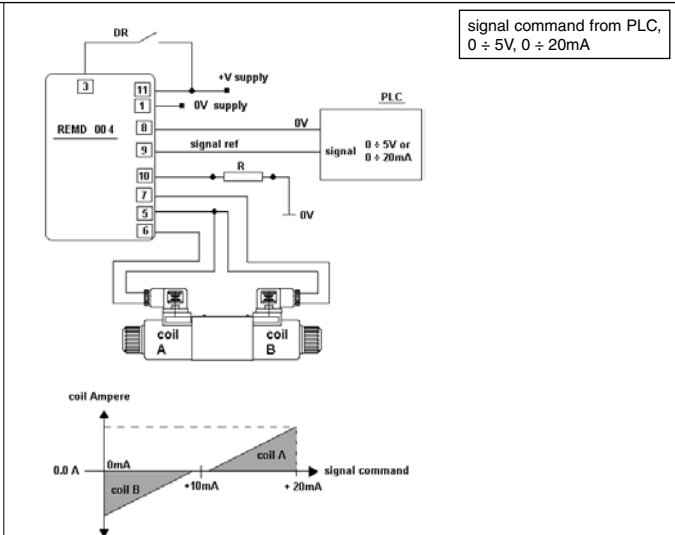 signal command from PLC,
0 ÷ 5V, 0 ÷ 20mA
DR
3
11
+V supply
1
0V supply
PLC
REMD 004
8
0V
9
signal ref
signal
0 ÷ 5V or
0 ÷ 20mA
10
R
7
5
0V
6
coil
A
coil
B
coil Ampere
0.0 A
0mA
coil A
signal command
coil B
+10mA
+ 20mA